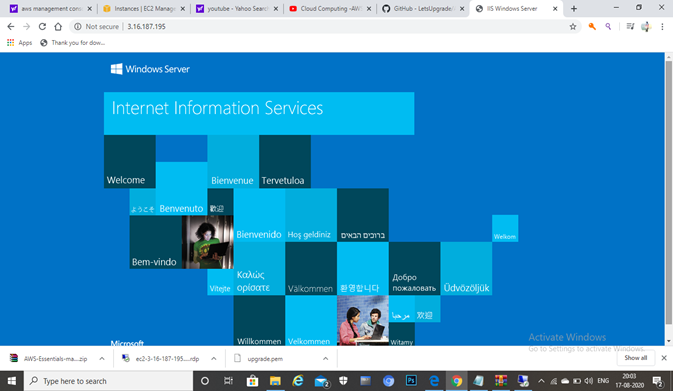 aws management cons
Instances | EC2 Manage
youtube - Yahoo Search
Cloud Computing -AWS
GitHub - LetsUpgrade/
IIS Windows Server
Not secure | 3.16.187.195
Apps
Thank you for dow...
Windows Server
Internet Information Services
Welcome
Bienvenue
Tervetuloa
ようこそ
Benvenuto
歡迎
Bienvenido
Hoş geldiniz
ברוכים הבאים
Welkom
Bem-vindo
Vítejte
Καλώς
ορίσατε
Välkommen
환영합니다
Добро
пожаловать
Üdvözöljük
Willkommen
Velkommen
مرحبا
欢迎
Witamy
Microsoft
Activate Windows
Go to Settings to activate Windows.
AWS-Essentials-ma....zip
ec2-3-16-187-195....rdp
upgrade.pem
Show all
Type here to search
ENG
20:03
17-08-2020